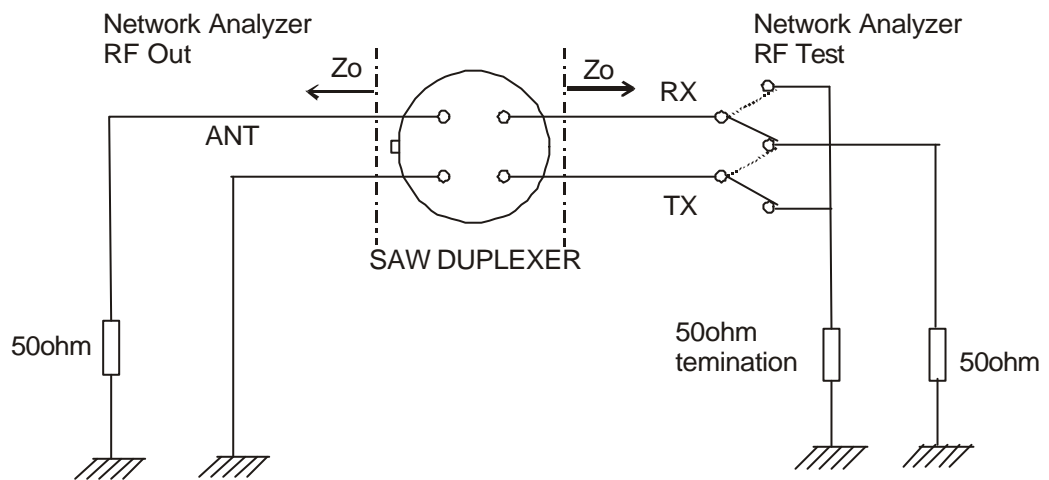 Network Analyzer
RF Out
Network Analyzer
RF Test
Zo
Zo
RX
ANT
TX
SAW DUPLEXER
50ohm
50ohm
temination
50ohm